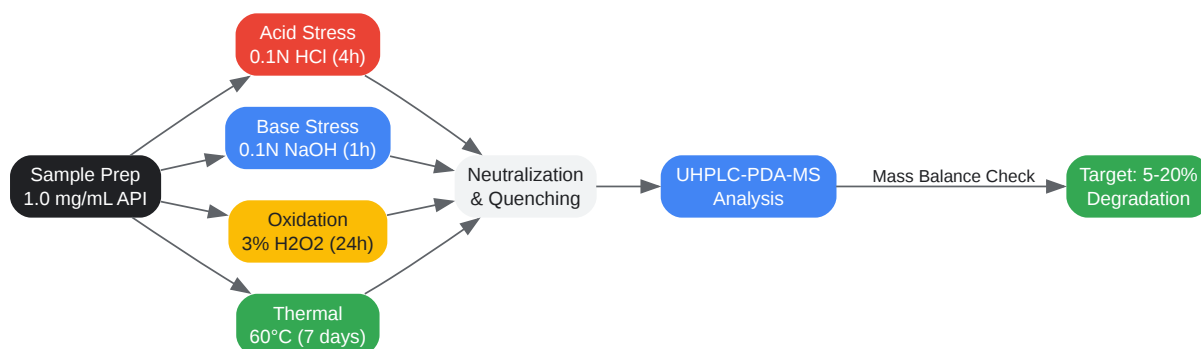 Acid Stress
0.1N HCl (4h)
Base Stress
0.1N NaOH (1h)
Sample Prep
1.0 mg/mL API
Oxidation
3% H2O2 (24h)
Thermal
60°C (7 days)
Neutralization
& Quenching
UHPLC-PDA-MS
Analysis
Mass Balance Check
Target: 5-20%
Degradation